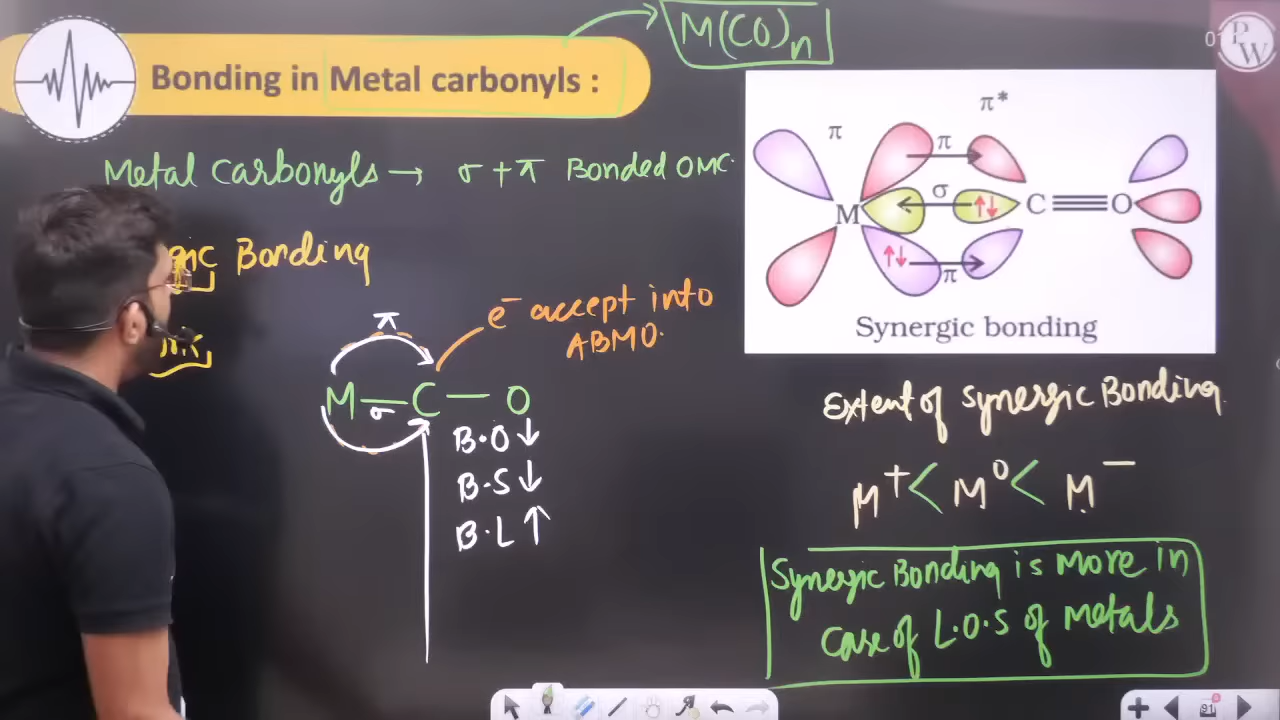 M(CO)n
Bonding in Metal carbonyls :
Metal Carbonyls → σ+π Bonded OMC.
Bonding
π
e⁻ accept into
ABMO.
M — C — O
σ
B.O↓
B.S↓
B.L↑
PW
π*
π
π
σ
M
↑↓
C≡O
↑↓
π
Synergic bonding
Extent of Synergic Bonding
M⁺ < M⁰ < M⁻
Synergic Bonding is More in
Case of L.O.S of Metals